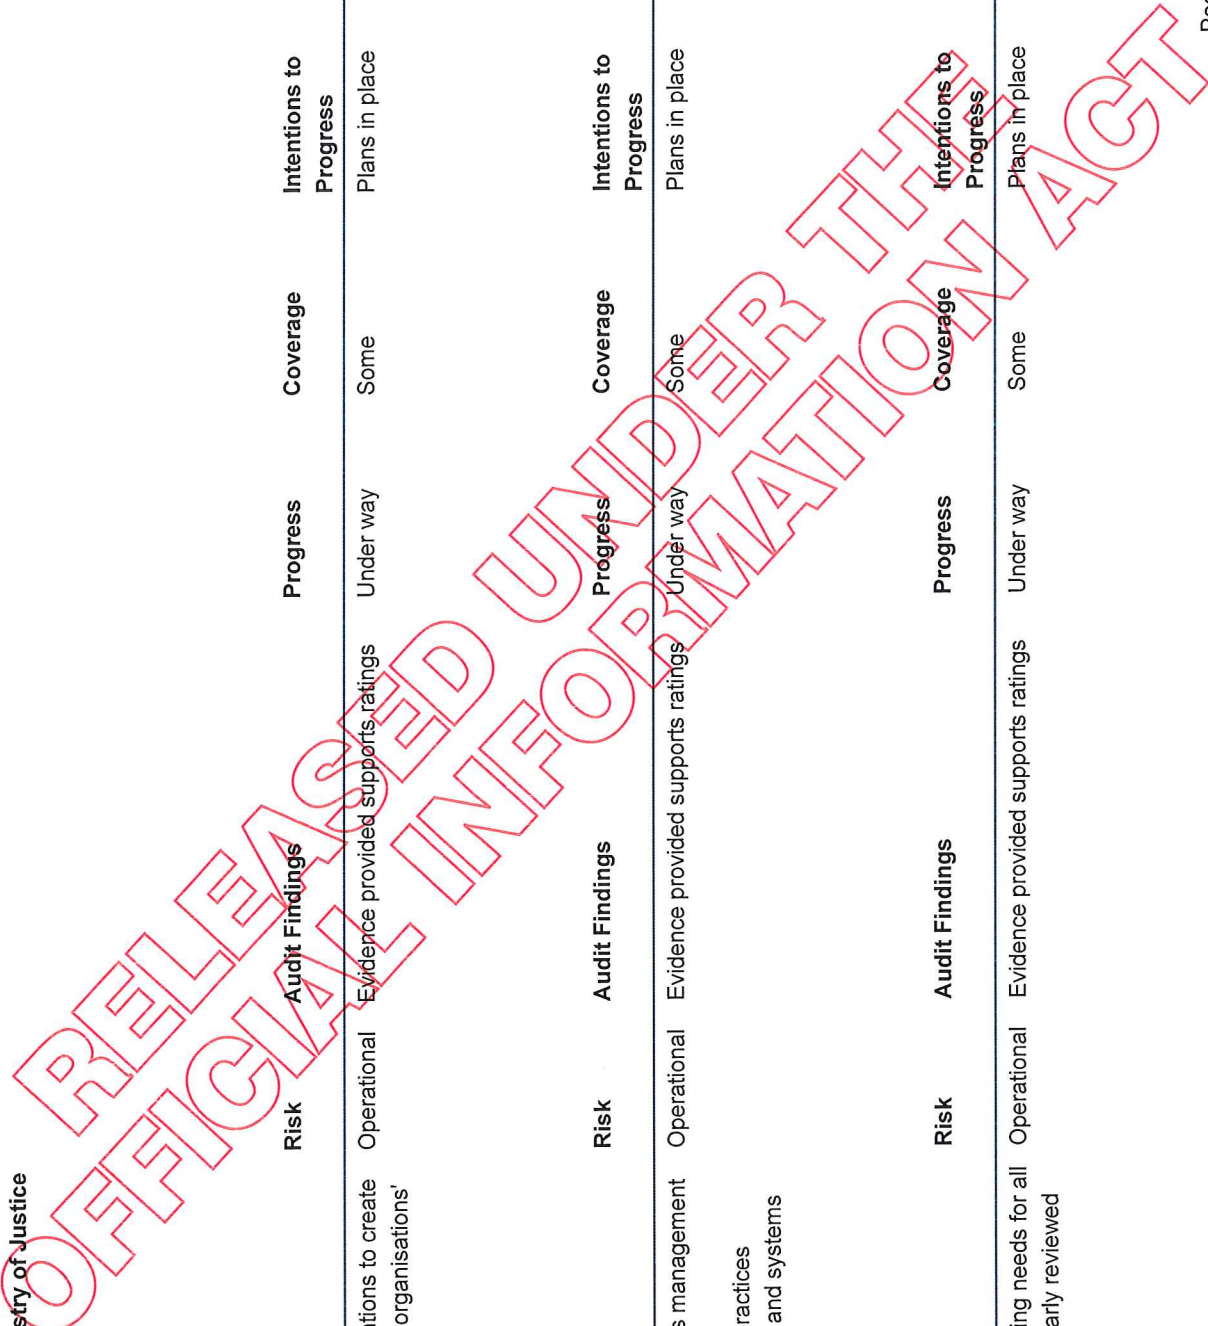 stry of Justice
RELEASED UNDER THE
OFFICIAL INFORMATION ACT
Risk Audit Findings Progress Coverage Intentions to
Progress
tions to create Operational Evidence provided supports ratings Under way Some Plans in place
organisations'
Risk Audit Findings Progress Coverage Intentions to
Progress
s management Operational Evidence provided supports ratings Under way Some Plans in place
ractices
and systems
Risk Audit Findings Progress Coverage Intentions to
Progress
ing needs for all Operational Evidence provided supports ratings Under way Some Plans in place
arly reviewed